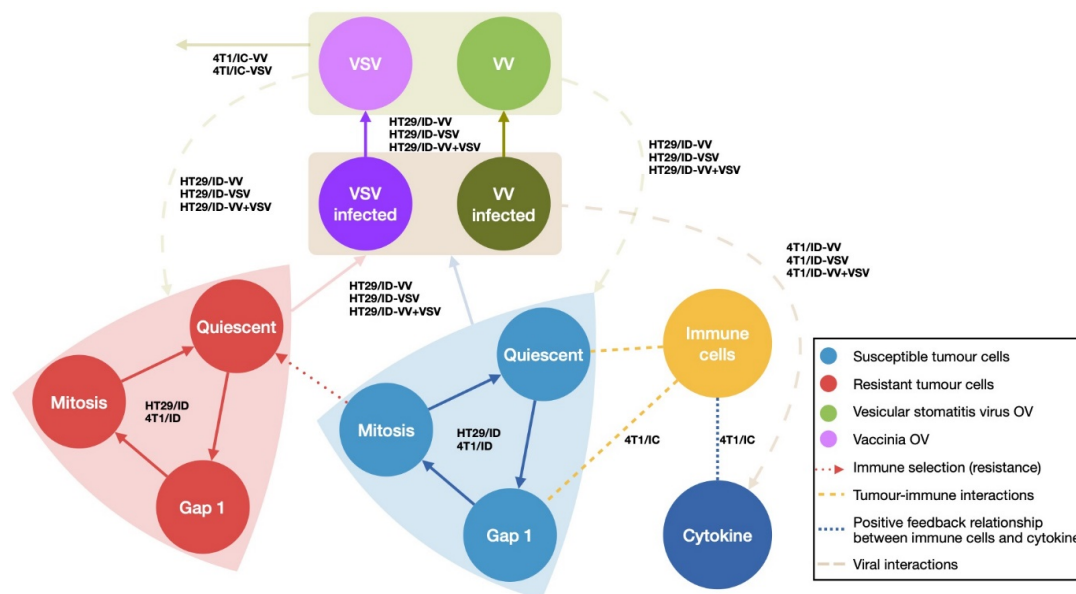 VSV
VV
4T1/IC-VV
4TI/IC-VSV
HT29/ID-VV
HT29/ID-VSV
HT29/ID-VV+VSV
HT29/ID-VV
HT29/ID-VSV
HT29/ID-VV+VSV
HT29/ID-VV
HT29/ID-VSV
HT29/ID-VV+VSV
VSV
infected
VV
infected
4T1/ID-VV
4T1/ID-VSV
4T1/ID-VV+VSV
HT29/ID-VV
HT29/ID-VSV
HT29/ID-VV+VSV
Quiescent
Mitosis
HT29/ID
4T1/ID
Gap 1
Quiescent
Mitosis
HT29/ID
4T1/ID
Gap 1
Immune
cells
4T1/IC
4T1/IC
Cytokine
Susceptible tumour cells
Resistant tumour cells
Vesicular stomatitis virus OV
Vaccinia OV
Immune selection (resistance)
Tumour-immune interactions
Positive feedback relationship
between immune cells and cytokine
Viral interactions